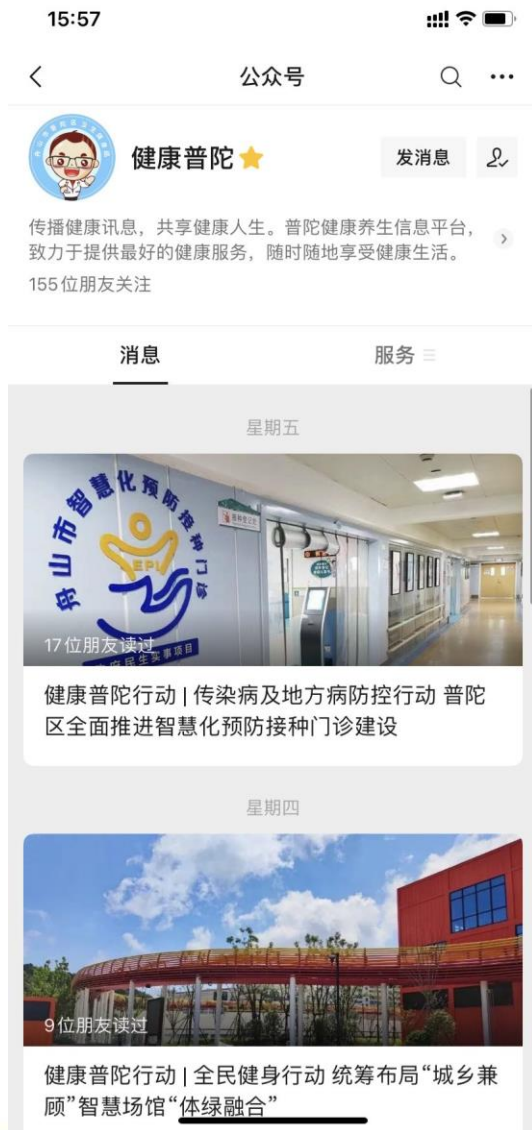 15:57
公众号
健康普陀
发消息
传播健康讯息，共享健康人生。普陀健康养生信息平台，
致力于提供最好的健康服务，随时随地享受健康生活。
155位朋友关注
消息
服务
星期五
舟山市智慧化预防接种门诊
EPI
民生实事项目
17位朋友读过
健康普陀行动 | 传染病及地方病防控行动 普陀
区全面推进智慧化预防接种门诊建设
星期四
9位朋友读过
健康普陀行动 | 全民健身行动 统筹布局“城乡兼
顾”智慧场馆“体绿融合”